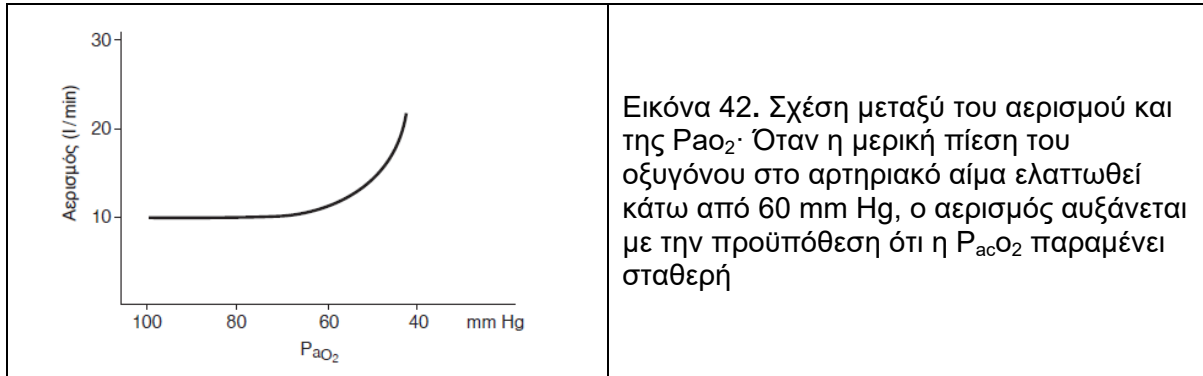 30
20
10
Αερισμός (l/min)
100 80 60 40 mm Hg
PaO2
Εικόνα 42. Σχέση μεταξύ του αερισμού και
της Pao2· Όταν η μερική πίεση του
οξυγόνου στο αρτηριακό αίμα ελαττωθεί
κάτω από 60 mm Hg, ο αερισμός αυξάνεται
με την προϋπόθεση ότι η Paco2 παραμένει
σταθερή